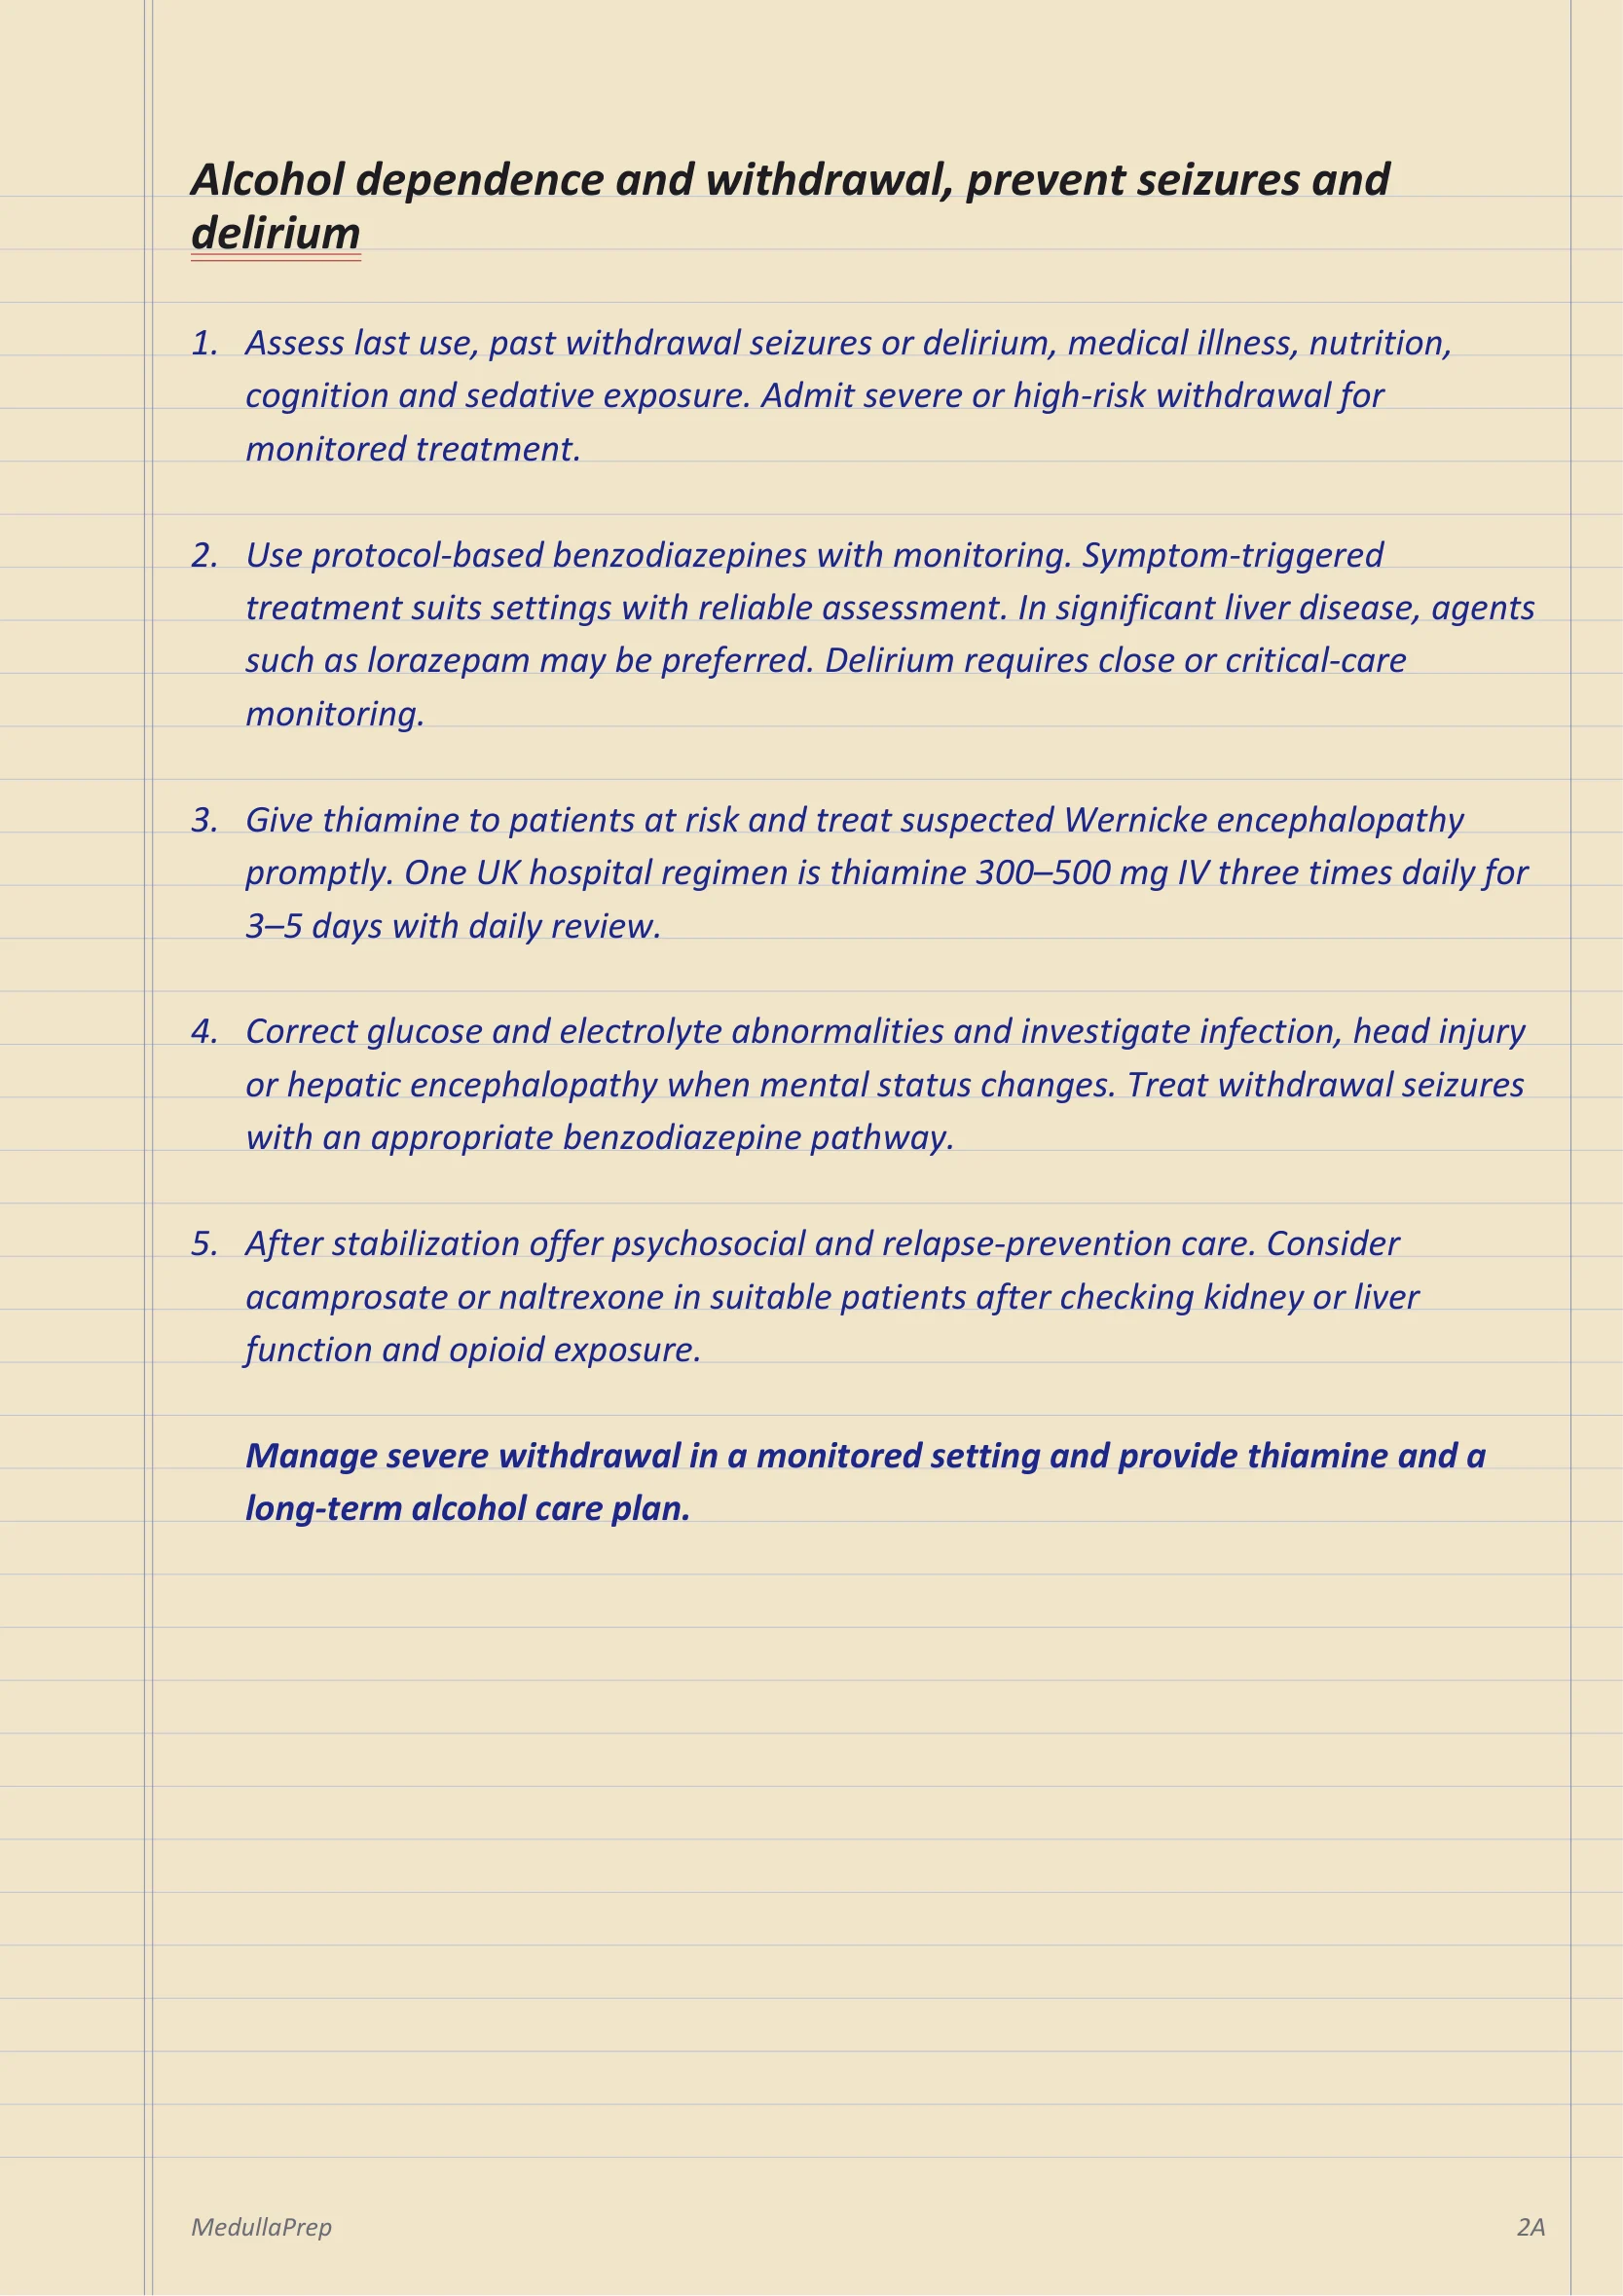 Alcohol dependence and withdrawal, prevent seizures and
delirium
1. Assess last use, past withdrawal seizures or delirium, medical illness, nutrition,
cognition and sedative exposure. Admit severe or high-risk withdrawal for
monitored treatment.
2. Use protocol-based benzodiazepines with monitoring. Symptom-triggered
treatment suits settings with reliable assessment. In significant liver disease, agents
such as lorazepam may be preferred. Delirium requires close or critical-care
monitoring.
3. Give thiamine to patients at risk and treat suspected Wernicke encephalopathy
promptly. One UK hospital regimen is thiamine 300–500 mg IV three times daily for
3–5 days with daily review.
4. Correct glucose and electrolyte abnormalities and investigate infection, head injury
or hepatic encephalopathy when mental status changes. Treat withdrawal seizures
with an appropriate benzodiazepine pathway.
5. After stabilization offer psychosocial and relapse-prevention care. Consider
acamprosate or naltrexone in suitable patients after checking kidney or liver
function and opioid exposure.
Manage severe withdrawal in a monitored setting and provide thiamine and a
long-term alcohol care plan.
MedullaPrep 2A